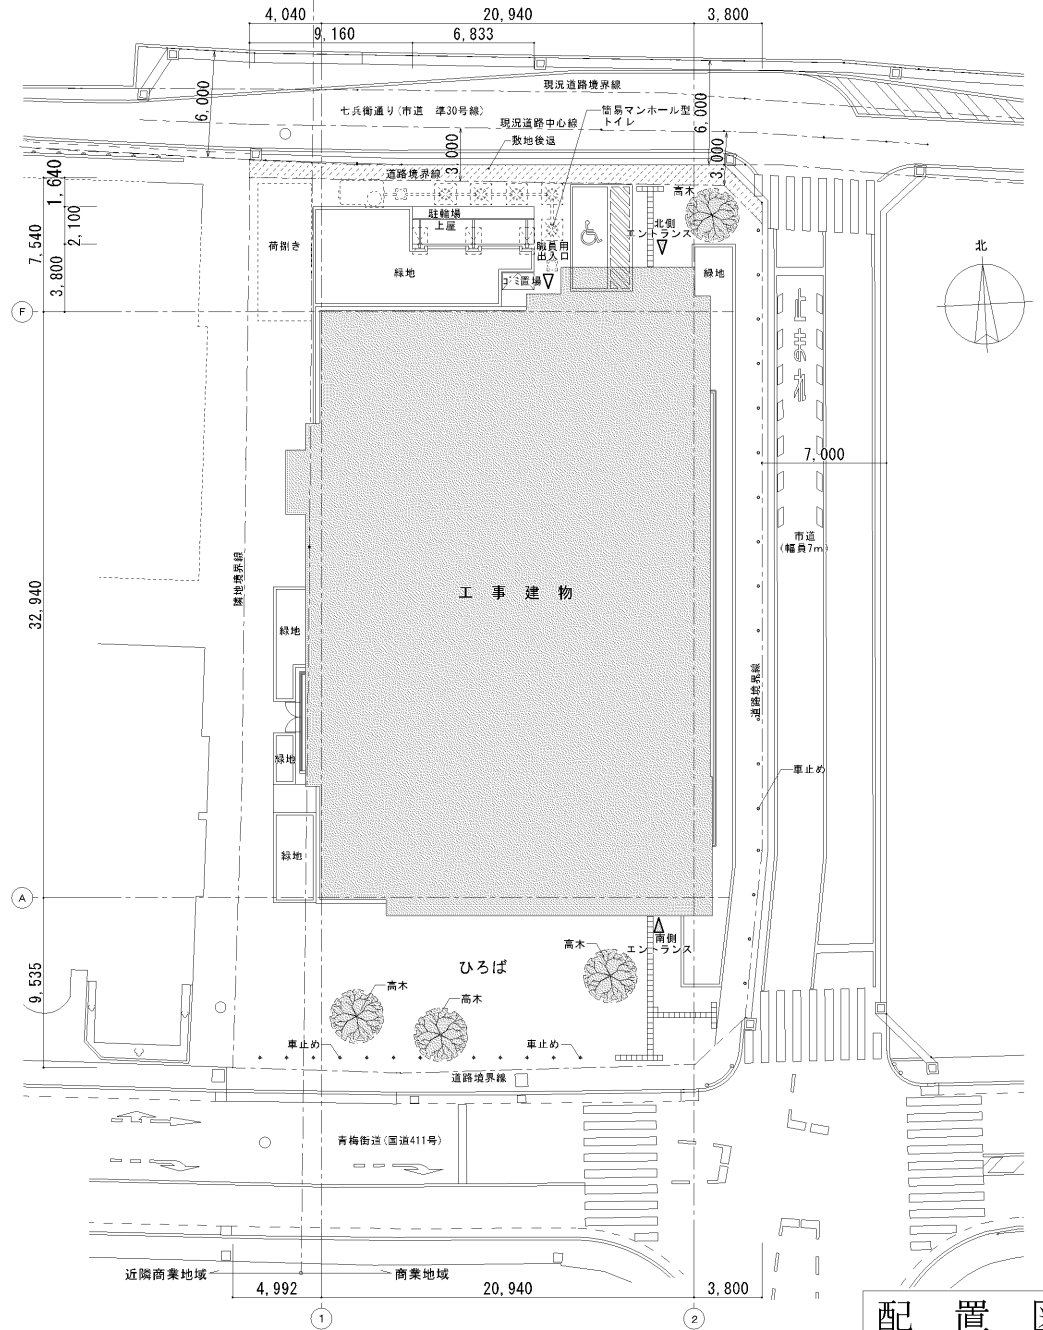 4,040
20,940
3,800
9,160
6,833
6,000
現況道路境界線
七兵衛通り(市道 準30号線)
現況道路中心線
敷地後退
簡易マンホール型
トイレ
3,000
6,000
3,000
道路境界線
高木
1,640
2,100
7,540
3,800
荷捌き
駐輪場
上屋
緑地
職員用
出入口
ゴミ置場
北側
エントランス
緑地
北
F
止まれ
7,000
市道
(幅員7m)
隣地境界線
32,940
工事建物
緑地
道路境界線
緑地
車止め
緑地
A
南側
エントランス
高木
ひろば
9,535
高木
高木
車止め
車止め
道路境界線
青梅街道(国道411号)
近隣商業地域
商業地域
4,992
20,940
3,800
1
2
配置